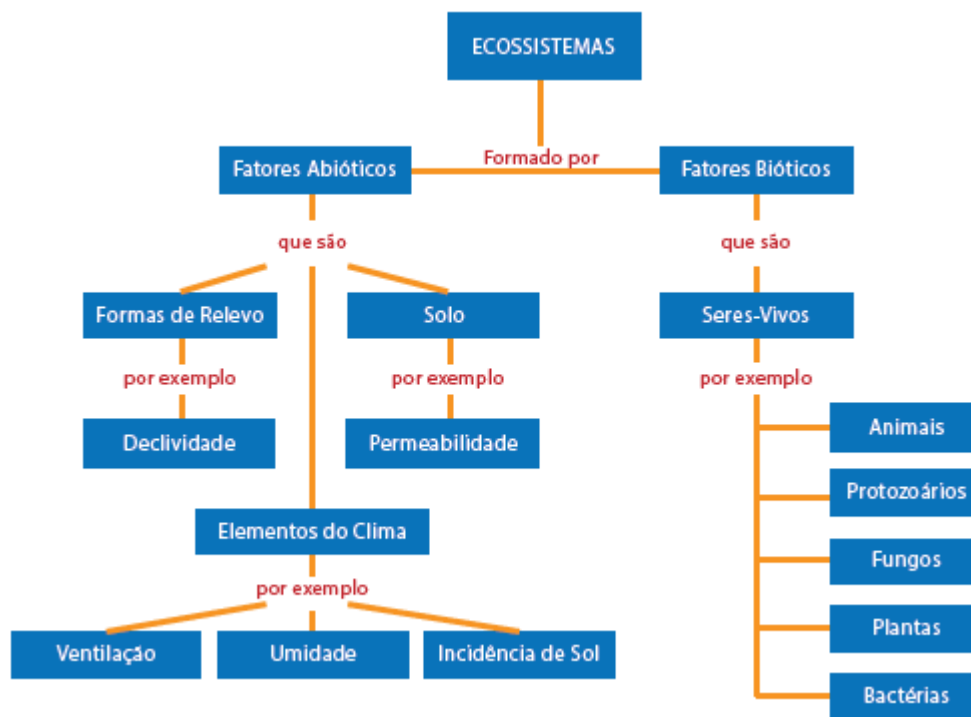 ECOSSISTEMAS
Formado por
Fatores Abióticos
Fatores Bióticos
que são
que são
Formas de Relevo
Solo
Seres-Vivos
por exemplo
por exemplo
por exemplo
Declividade
Permeabilidade
Animais
Protozoários
Elementos do Clima
Fungos
por exemplo
Plantas
Ventilação
Umidade
Incidência de Sol
Bactérias